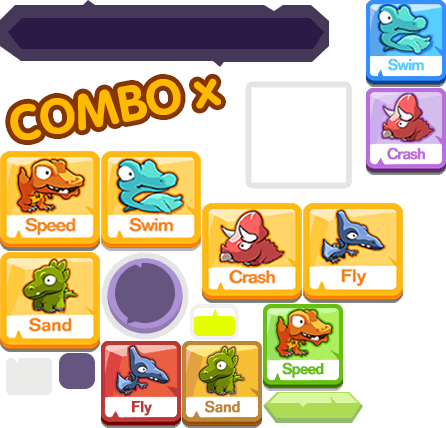 Swim
COMBO x
Crash
Speed
Swim
Crash
Fly
Sand
Speed
Fly
Sand